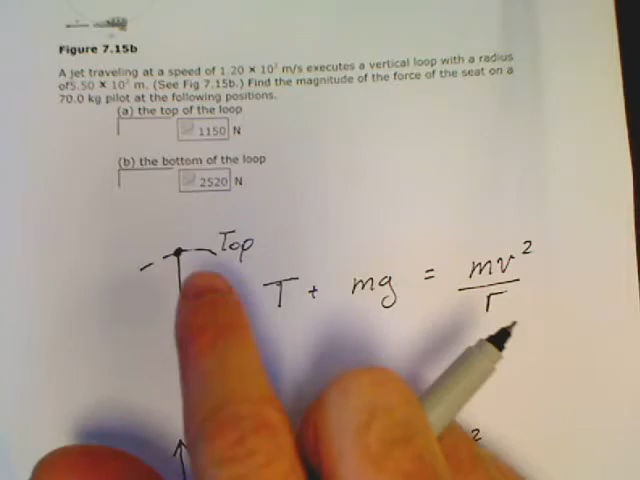 Figure 7.15b
A jet traveling at a speed of 1.20 × 10² m/s executes a vertical loop with a radius
of5.50 × 10² m. (See Fig 7.15b.) Find the magnitude of the force of the seat on a
70.0 kg pilot at the following positions.
(a) the top of the loop
1150 N
(b) the bottom of the loop
2520 N
Top
T + mg = mv² / r
2